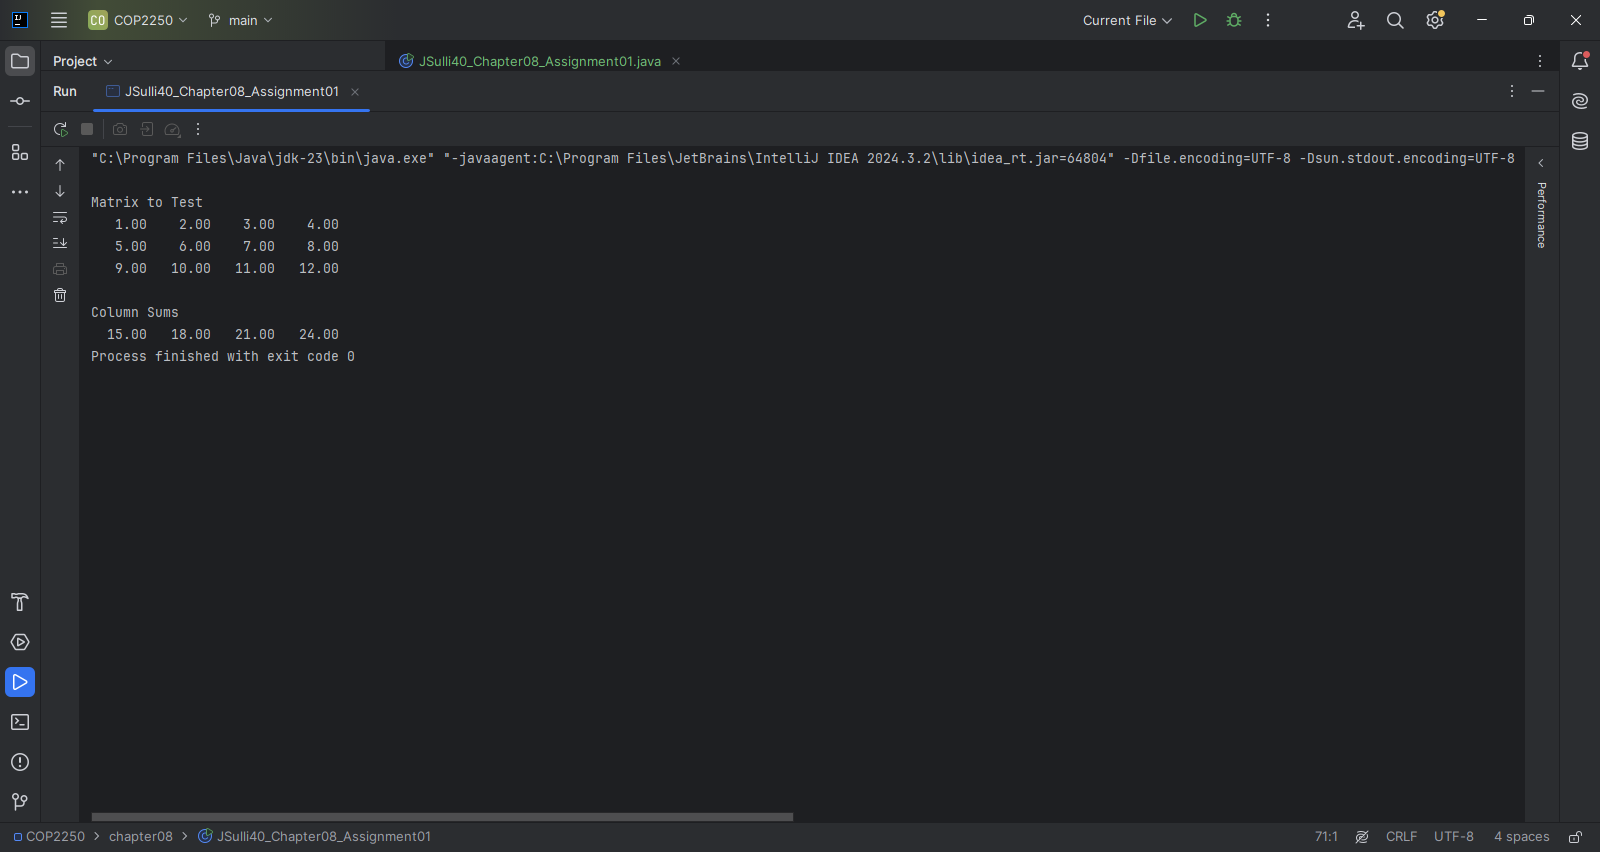 CO COP2250 main Current File
Project JSulli40_Chapter08_Assignment01.java
Run JSulli40_Chapter08_Assignment01
"C:\Program Files\Java\jdk-23\bin\java.exe" "-javaagent:C:\Program Files\JetBrains\IntelliJ IDEA 2024.3.2\lib\idea_rt.jar=64804" -Dfile.encoding=UTF-8 -Dsun.stdout.encoding=UTF-8
Matrix to Test
1.00 2.00 3.00 4.00
5.00 6.00 7.00 8.00
9.00 10.00 11.00 12.00
Column Sums
15.00 18.00 21.00 24.00
Process finished with exit code 0
Performance
COP2250 > chapter08 > JSulli40_Chapter08_Assignment01 71:1 CRLF UTF-8 4 spaces